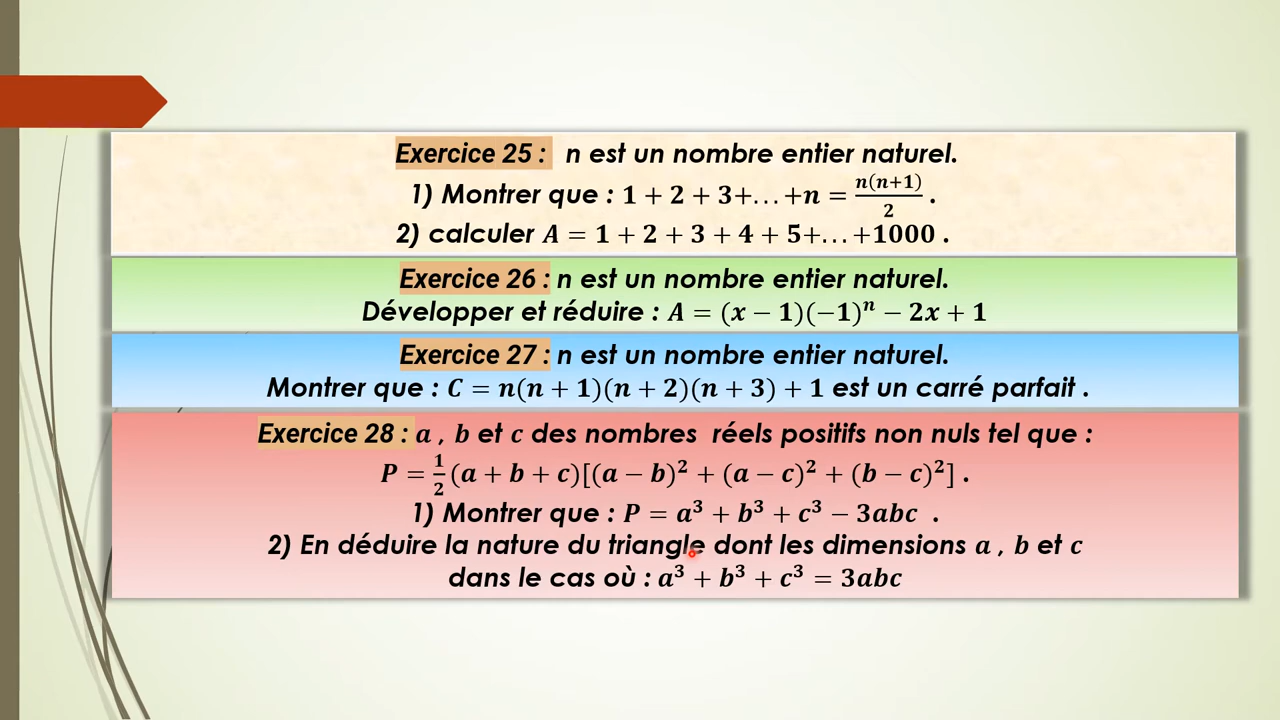 Exercice 25 : n est un nombre entier naturel.
1) Montrer que : 1 + 2 + 3+…+n = n(n+1)/2 .
2) calculer A = 1 + 2 + 3 + 4 + 5+…+1000 .
Exercice 26 : n est un nombre entier naturel.
Développer et réduire : A = (x − 1)(−1)ⁿ − 2x + 1
Exercice 27 : n est un nombre entier naturel.
Montrer que : C = n(n + 1)(n + 2)(n + 3) + 1 est un carré parfait .
Exercice 28 : a , b et c des nombres réels positifs non nuls tel que :
P = 1/2 (a + b + c)[(a − b)² + (a − c)² + (b − c)²] .
1) Montrer que : P = a³ + b³ + c³ − 3abc .
2) En déduire la nature du triangle dont les dimensions a , b et c
dans le cas où : a³ + b³ + c³ = 3abc